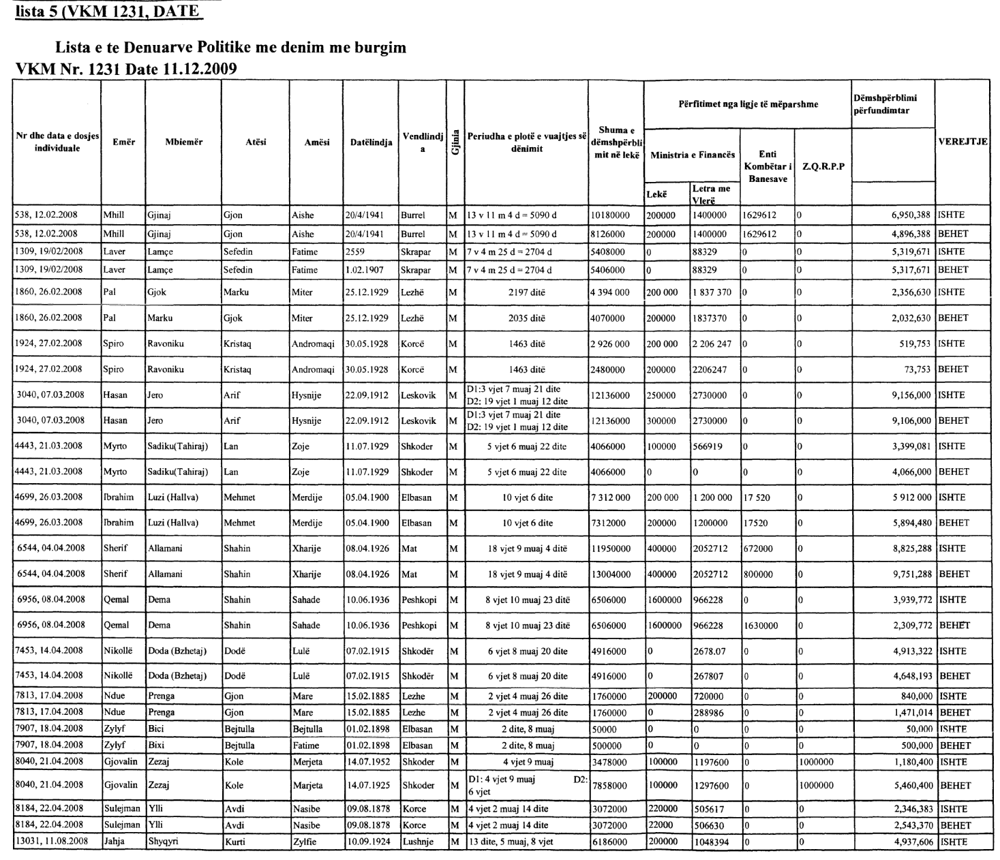 lista 5 (VKM 1231, DATE
Lista e te Denuarve Politike me denim me burgim
VKM Nr. 1231 Date 11.12.2009
Nr dhe data e dosjes individuale Emër Mbiemër Atësi Amësi Datëlindja Vendlindja Gjinia Periudha e plotë e vuajtjes së dënimit Shuma e dëmshpërblimit në lekë Përfitimet nga ligje të mëparshme Dëmshpërblimi përfundimtar VEREJTJE
Ministria e Financës Enti Kombëtar i Banesave Z.Q.R.P.P
Lekë Letra me Vlerë
538, 12.02.2008 Mhill Gjinaj Gjon Aishe 20/4/1941 Burrel M 13 v 11 m 4 d = 5090 d 10180000 200000 1400000 1629612 0 6,950,388 ISHTE
538, 12.02.2008 Mhill Gjinaj Gjon Aishe 20/4/1941 Burrel M 13 v 11 m 4 d = 5090 d 8126000 200000 1400000 1629612 0 4,896,388 BEHET
1309, 19/02/2008 Laver Lamçe Sefedin Fatime 2559 Skrapar M 7 v 4 m 25 d = 2704 d 5408000 0 88329 0 0 5,319,671 ISHTE
1309, 19/02/2008 Laver Lamçe Sefedin Fatime 1.02.1907 Skrapar M 7 v 4 m 25 d = 2704 d 5406000 0 88329 0 0 5,317,671 BEHET
1860, 26.02.2008 Pal Gjok Marku Miter 25.12.1929 Lezhë M 2197 ditë 4 394 000 200 000 1 837 370 0 0 2,356,630 ISHTE
1860, 26.02.2008 Pal Marku Gjok Miter 25.12.1929 Lezhë M 2035 ditë 4070000 200000 1837370 0 0 2,032,630 BEHET
1924, 27.02.2008 Spiro Ravoniku Kristaq Andromaqi 30.05.1928 Korcë M 1463 ditë 2 926 000 200 000 2 206 247 0 0 519,753 ISHTE
1924, 27.02.2008 Spiro Ravoniku Kristaq Andromaqi 30.05.1928 Korcë M 1463 ditë 2480000 200000 2206247 0 0 73,753 BEHET
3040, 07.03.2008 Hasan Jero Arif Hysnije 22.09.1912 Leskovik M D1:3 vjet 7 muaj 21 dite D2: 19 vjet 1 muaj 12 dite 12136000 250000 2730000 0 0 9,156,000 ISHTE
3040, 07.03.2008 Hasan Jero Arif Hysnije 22.09.1912 Leskovik M D1:3 vjet 7 muaj 21 dite D2: 19 vjet 1 muaj 12 dite 12136000 300000 2730000 0 0 9,106,000 BEHET
4443, 21.03.2008 Myrto Sadiku(Tahiraj) Lan Zoje 11.07.1929 Shkoder M 5 vjet 6 muaj 22 dite 4066000 100000 566919 0 0 3,399,081 ISHTE
4443, 21.03.2008 Myrto Sadiku(Tahiraj) Lan Zoje 11.07.1929 Shkoder M 5 vjet 6 muaj 22 dite 4066000 0 0 0 0 4,066,000 BEHET
4699, 26.03.2008 Ibrahim Luzi (Hallva) Mehmet Merdije 05.04.1900 Elbasan M 10 vjet 6 dite 7 312 000 200 000 1 200 000 17 520 0 5 912 000 ISHTE
4699, 26.03.2008 Ibrahim Luzi (Hallva) Mehmet Merdije 05.04.1900 Elbasan M 10 vjet 6 dite 7312000 200000 1200000 17520 0 5,894,480 BEHET
6544, 04.04.2008 Sherif Allamani Shahin Xharije 08.04.1926 Mat M 18 vjet 9 muaj 4 ditë 11950000 400000 2052712 672000 0 8,825,288 ISHTE
6544, 04.04.2008 Sherif Allamani Shahin Xharije 08.04.1926 Mat M 18 vjet 9 muaj 4 ditë 13004000 400000 2052712 800000 0 9,751,288 BEHET
6956, 08.04.2008 Qemal Dema Shahin Sahade 10.06.1936 Peshkopi M 8 vjet 10 muaj 23 ditë 6506000 1600000 966228 0 0 3,939,772 ISHTE
6956, 08.04.2008 Qemal Dema Shahin Sahade 10.06.1936 Peshkopi M 8 vjet 10 muaj 23 ditë 6506000 1600000 966228 1630000 0 2,309,772 BEHET
7453, 14.04.2008 Nikollë Doda (Bzhetaj) Dodë Lulë 07.02.1915 Shkodër M 6 vjet 8 muaj 20 dite 4916000 0 2678.07 0 0 4,913,322 ISHTE
7453, 14.04.2008 Nikollë Doda (Bzhetaj) Dodë Lulë 07.02.1915 Shkodër M 6 vjet 8 muaj 20 dite 4916000 0 267807 0 0 4,648,193 BEHET
7813, 17.04.2008 Ndue Prenga Gjon Mare 15.02.1885 Lezhe M 2 vjet 4 muaj 26 dite 1760000 200000 720000 0 0 840,000 ISHTE
7813, 17.04.2008 Ndue Prenga Gjon Mare 15.02.1885 Lezhe M 2 vjet 4 muaj 26 dite 1760000 0 288986 0 0 1,471,014 BEHET
7907, 18.04.2008 Zylyf Bici Bejtulla Bejtulla 01.02.1898 Elbasan M 2 dite, 8 muaj 50000 0 0 0 0 50,000 ISHTE
7907, 18.04.2008 Zylyf Bixi Bejtulla Fatime 01.02.1898 Elbasan M 2 dite, 8 muaj 500000 0 0 0 0 500,000 BEHET
8040, 21.04.2008 Gjovalin Zezaj Kole Merjeta 14.07.1952 Shkoder M 4 vjet 9 muaj 3478000 100000 1197600 0 1000000 1,180,400 ISHTE
8040, 21.04.2008 Gjovalin Zezaj Kole Marjeta 14.07.1925 Shkoder M D1: 4 vjet 9 muaj D2: 6 vjet 7858000 100000 1297600 0 1000000 5,460,400 BEHET
8184, 22.04.2008 Sulejman Ylli Avdi Nasibe 09.08.1878 Korce M 4 vjet 2 muaj 14 dite 3072000 220000 505617 0 0 2,346,383 ISHTE
8184, 22.04.2008 Sulejman Ylli Avdi Nasibe 09.08.1878 Korce M 4 vjet 2 muaj 14 dite 3072000 22000 506630 0 0 2,543,370 BEHET
13031, 11.08.2008 Jahja Shyqyri Kurti Zylfie 10.09.1924 Lushnje M 13 dite, 5 muaj, 8 vjet 6186000 200000 1048394 0 0 4,937,606 ISHTE